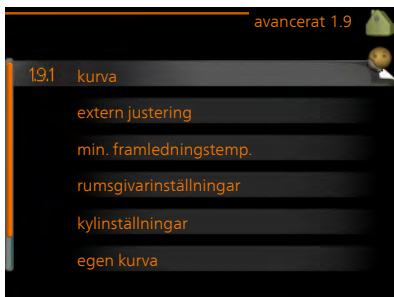 avancerat 1.9
1.9.1 kurva
extern justering
min. framledningstemp.
rumsgivarinställningar
kylinställningar
egen kurva